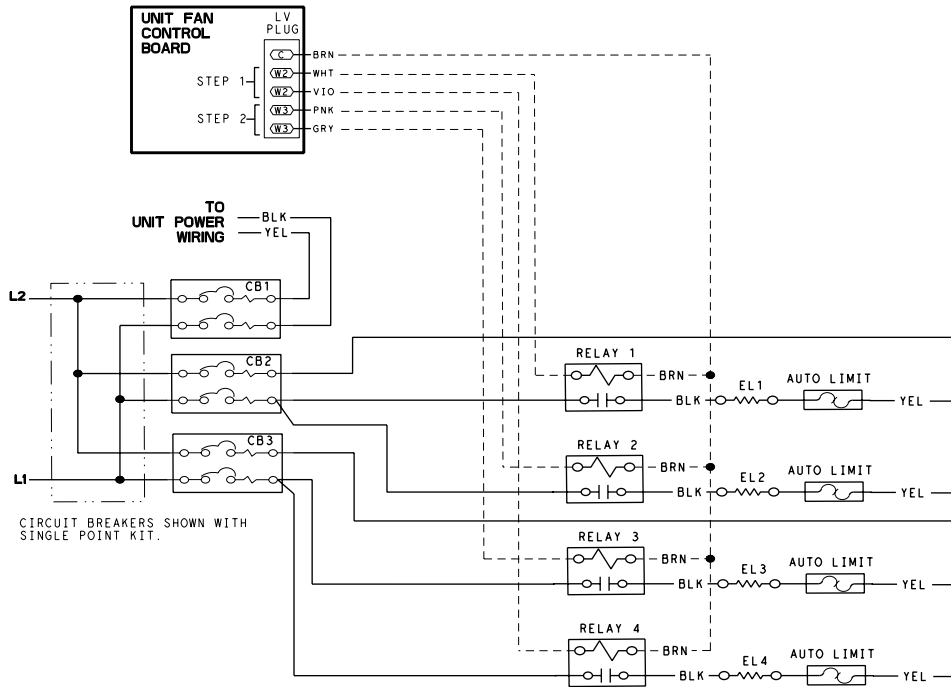 UNIT FAN
CONTROL
BOARD
LV
PLUG
C BRN
STEP 1
W2 WHT
W2 VIO
STEP 2
W3 PNK
W3 GRY
TO
UNIT POWER
WIRING
BLK
YEL
L2
CB1
CB2
CB3
L1
CIRCUIT BREAKERS SHOWN WITH
SINGLE POINT KIT.
RELAY 1
BRN
BLK
EL1
AUTO LIMIT
YEL
RELAY 2
BRN
BLK
EL2
AUTO LIMIT
YEL
RELAY 3
BRN
BLK
EL3
AUTO LIMIT
YEL
RELAY 4
BRN
BLK
EL4
AUTO LIMIT
YEL